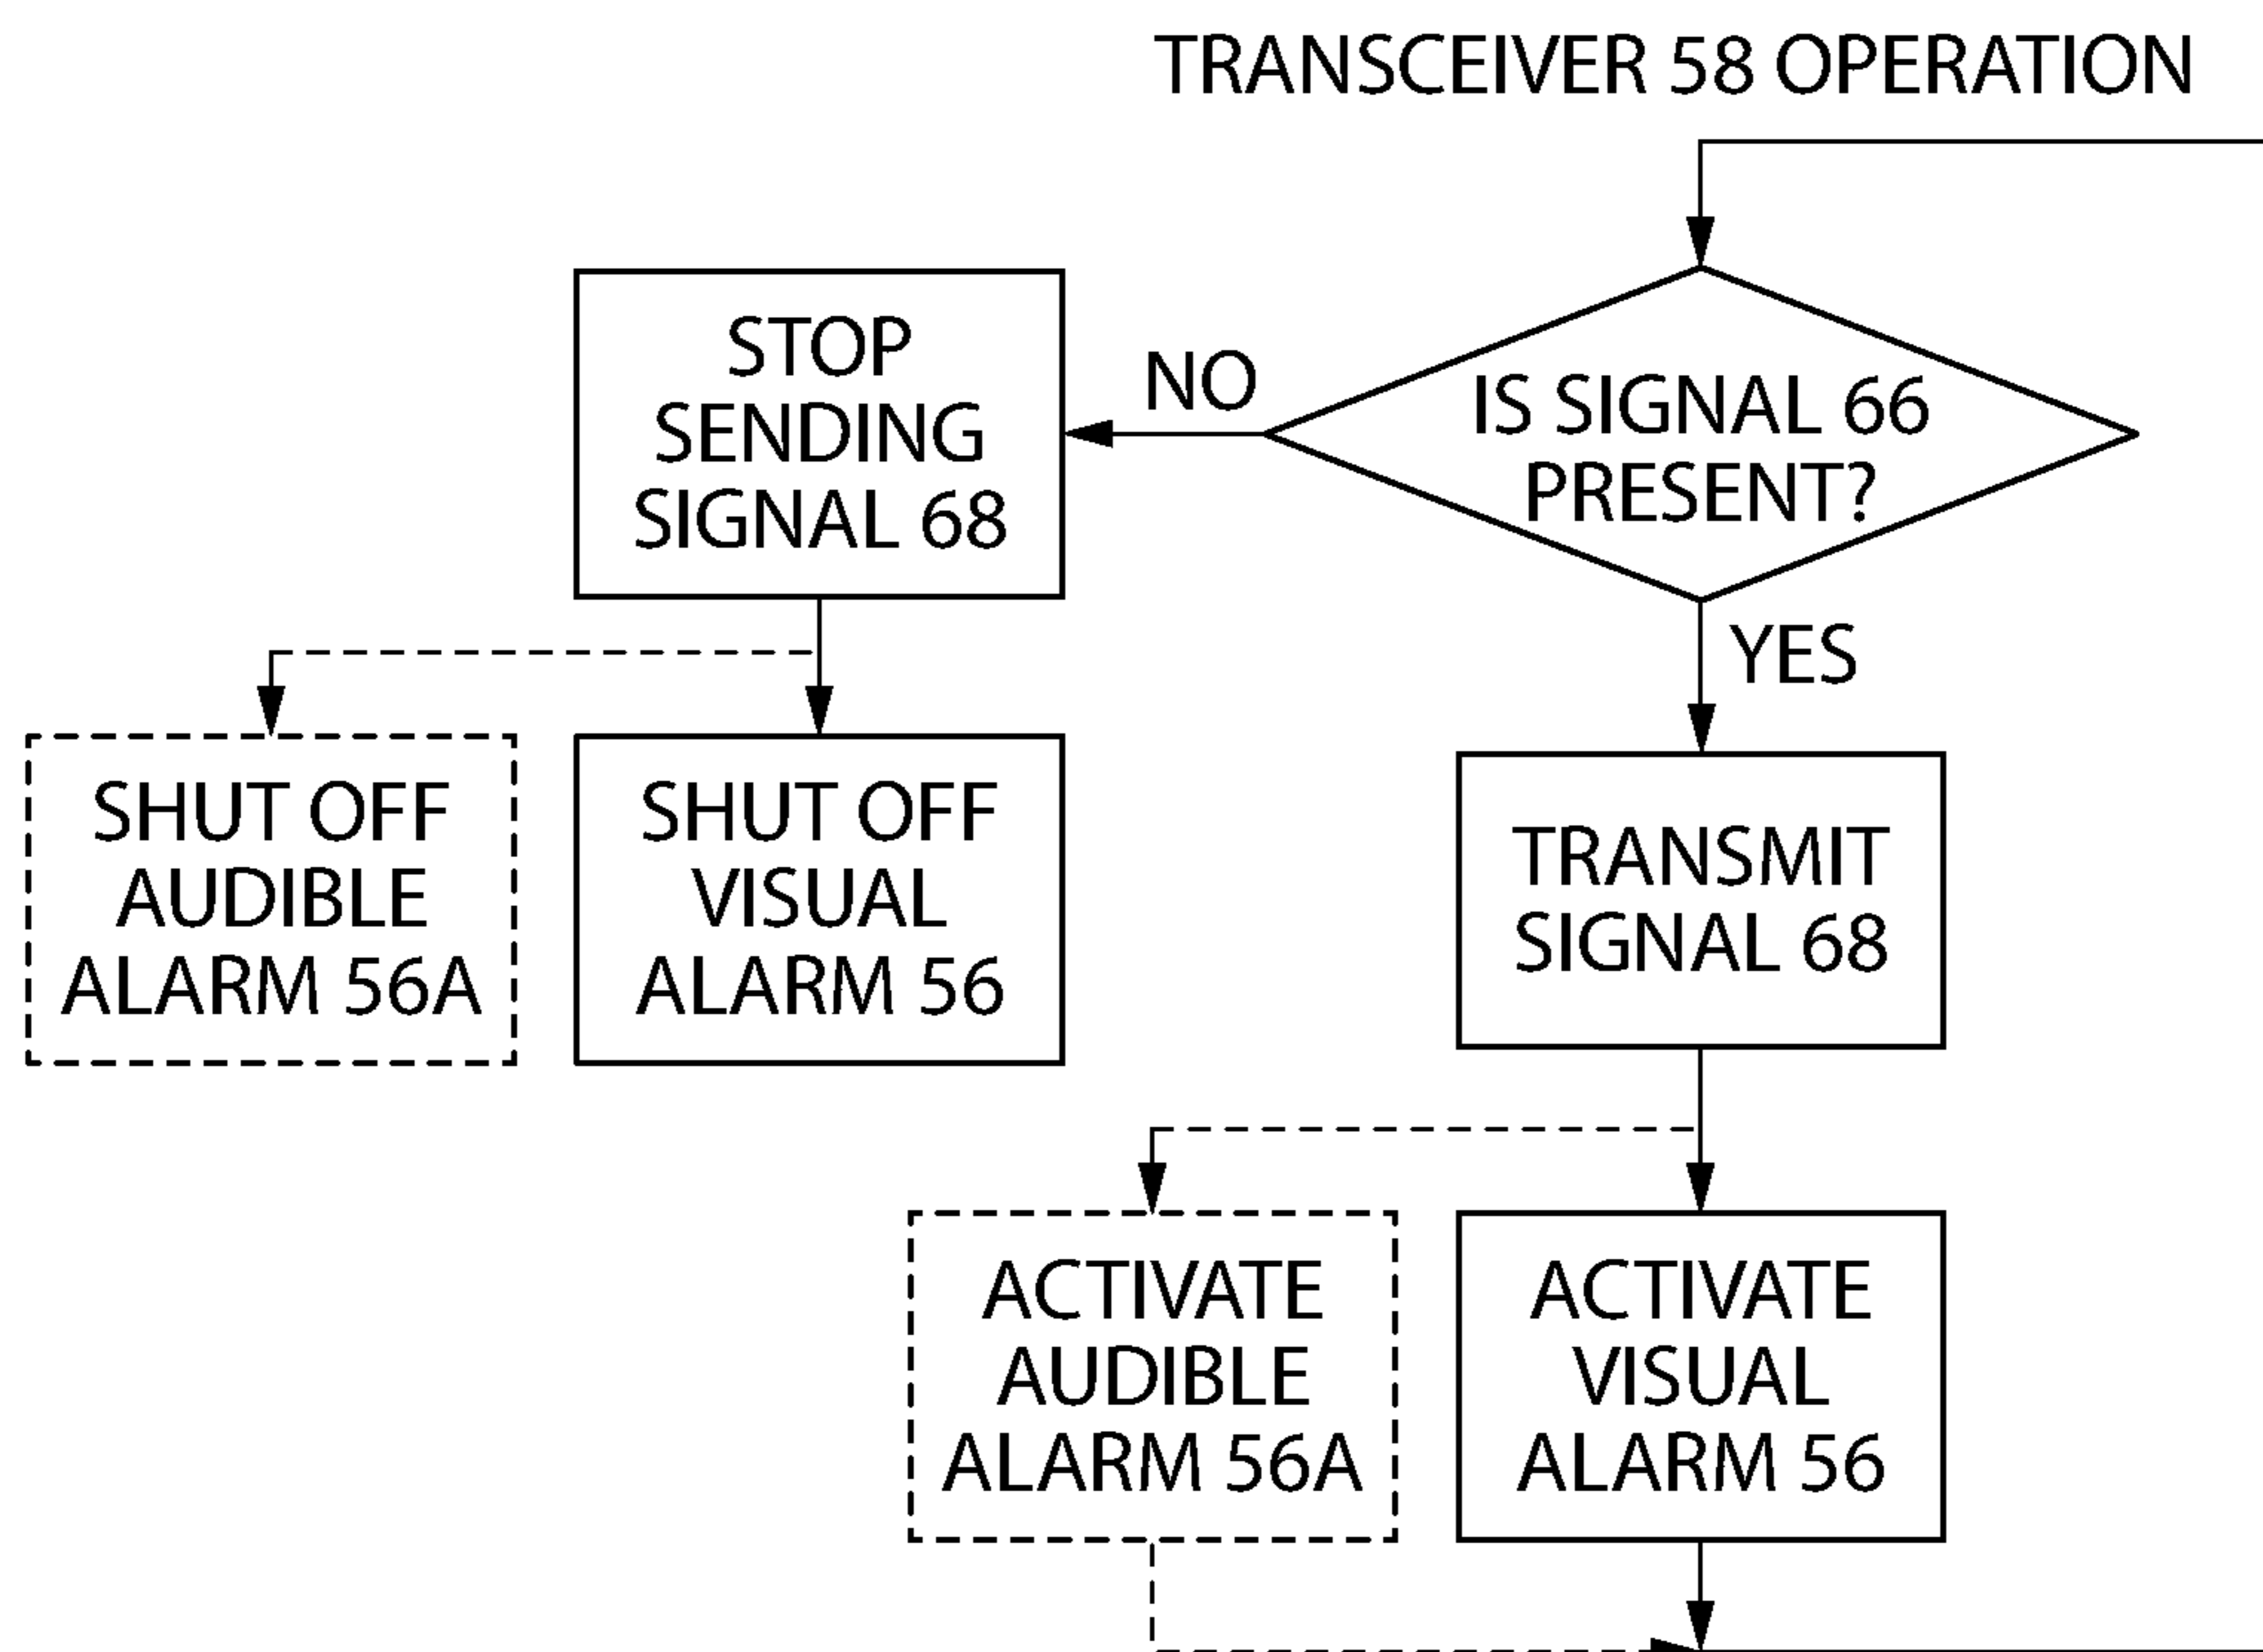 TRANSCEIVER 58 OPERATION
IS SIGNAL 66
PRESENT?
NO
STOP
SENDING
SIGNAL 68
YES
SHUT OFF
AUDIBLE
ALARM 56A
SHUT OFF
VISUAL
ALARM 56
TRANSMIT
SIGNAL 68
ACTIVATE
AUDIBLE
ALARM 56A
ACTIVATE
VISUAL
ALARM 56